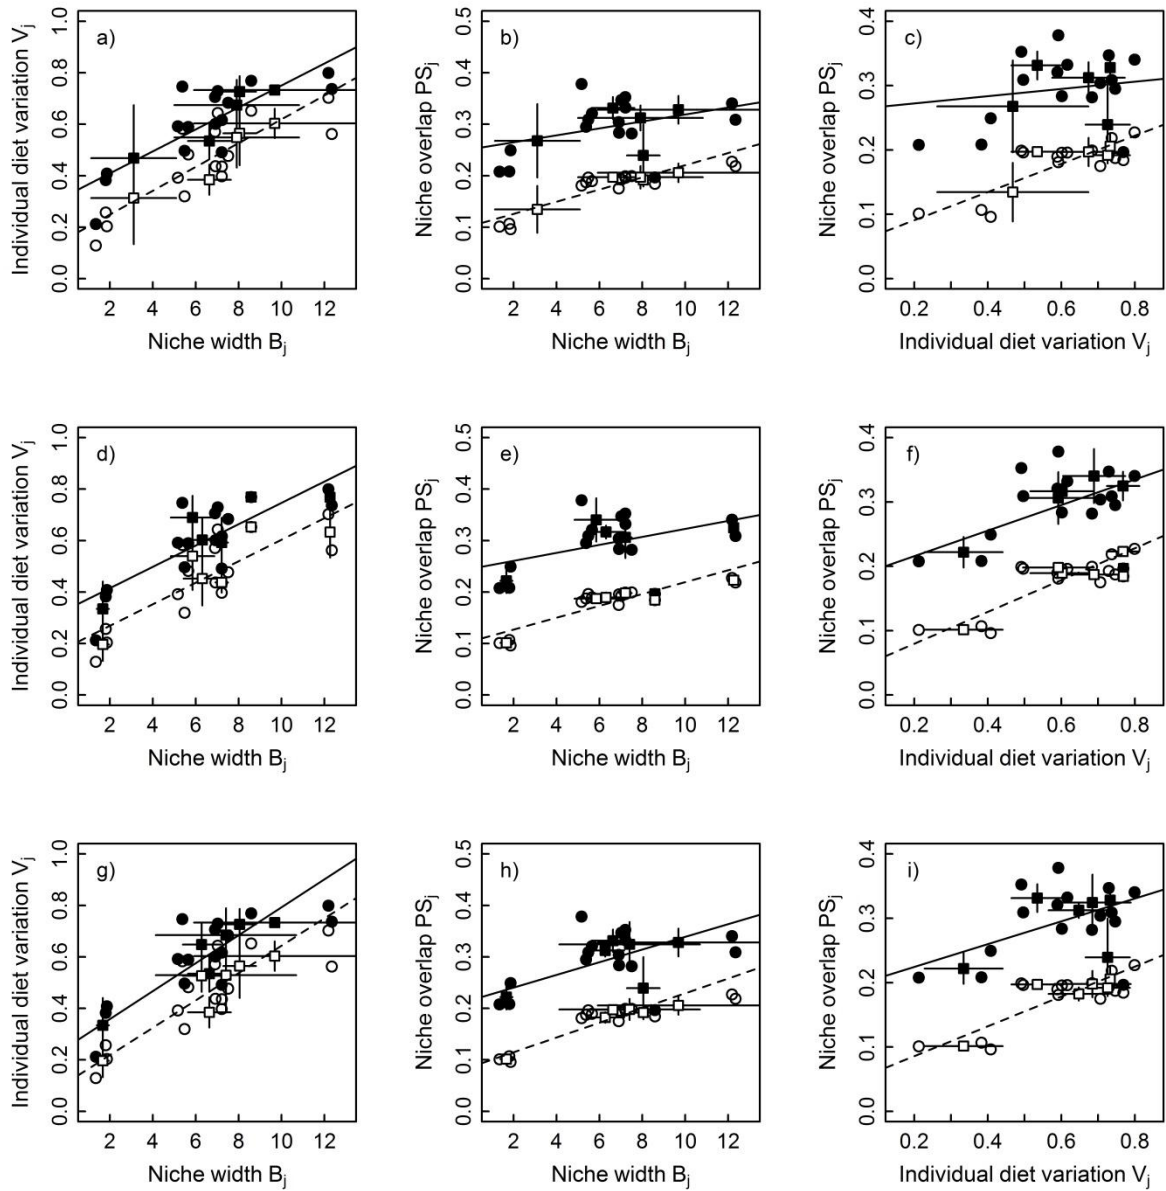 a)
Individual diet variation Vj
0.0 0.2 0.4 0.6 0.8 1.0
2 4 6 8 10 12
Niche width Bj
b)
Niche overlap PSj
0.0 0.1 0.2 0.3 0.4 0.5
2 4 6 8 10 12
Niche width Bj
c)
Niche overlap PSj
0.0 0.1 0.2 0.3 0.4
0.2 0.4 0.6 0.8
Individual diet variation Vj
d)
Individual diet variation Vj
0.0 0.2 0.4 0.6 0.8 1.0
2 4 6 8 10 12
Niche width Bj
e)
Niche overlap PSj
0.0 0.1 0.2 0.3 0.4 0.5
2 4 6 8 10 12
Niche width Bj
f)
Niche overlap PSj
0.0 0.1 0.2 0.3 0.4
0.2 0.4 0.6 0.8
Individual diet variation Vj
g)
Individual diet variation Vj
0.0 0.2 0.4 0.6 0.8 1.0
2 4 6 8 10 12
Niche width Bj
h)
Niche overlap PSj
0.0 0.1 0.2 0.3 0.4 0.5
2 4 6 8 10 12
Niche width Bj
i)
Niche overlap PSj
0.0 0.1 0.2 0.3 0.4
0.2 0.4 0.6 0.8
Individual diet variation Vj